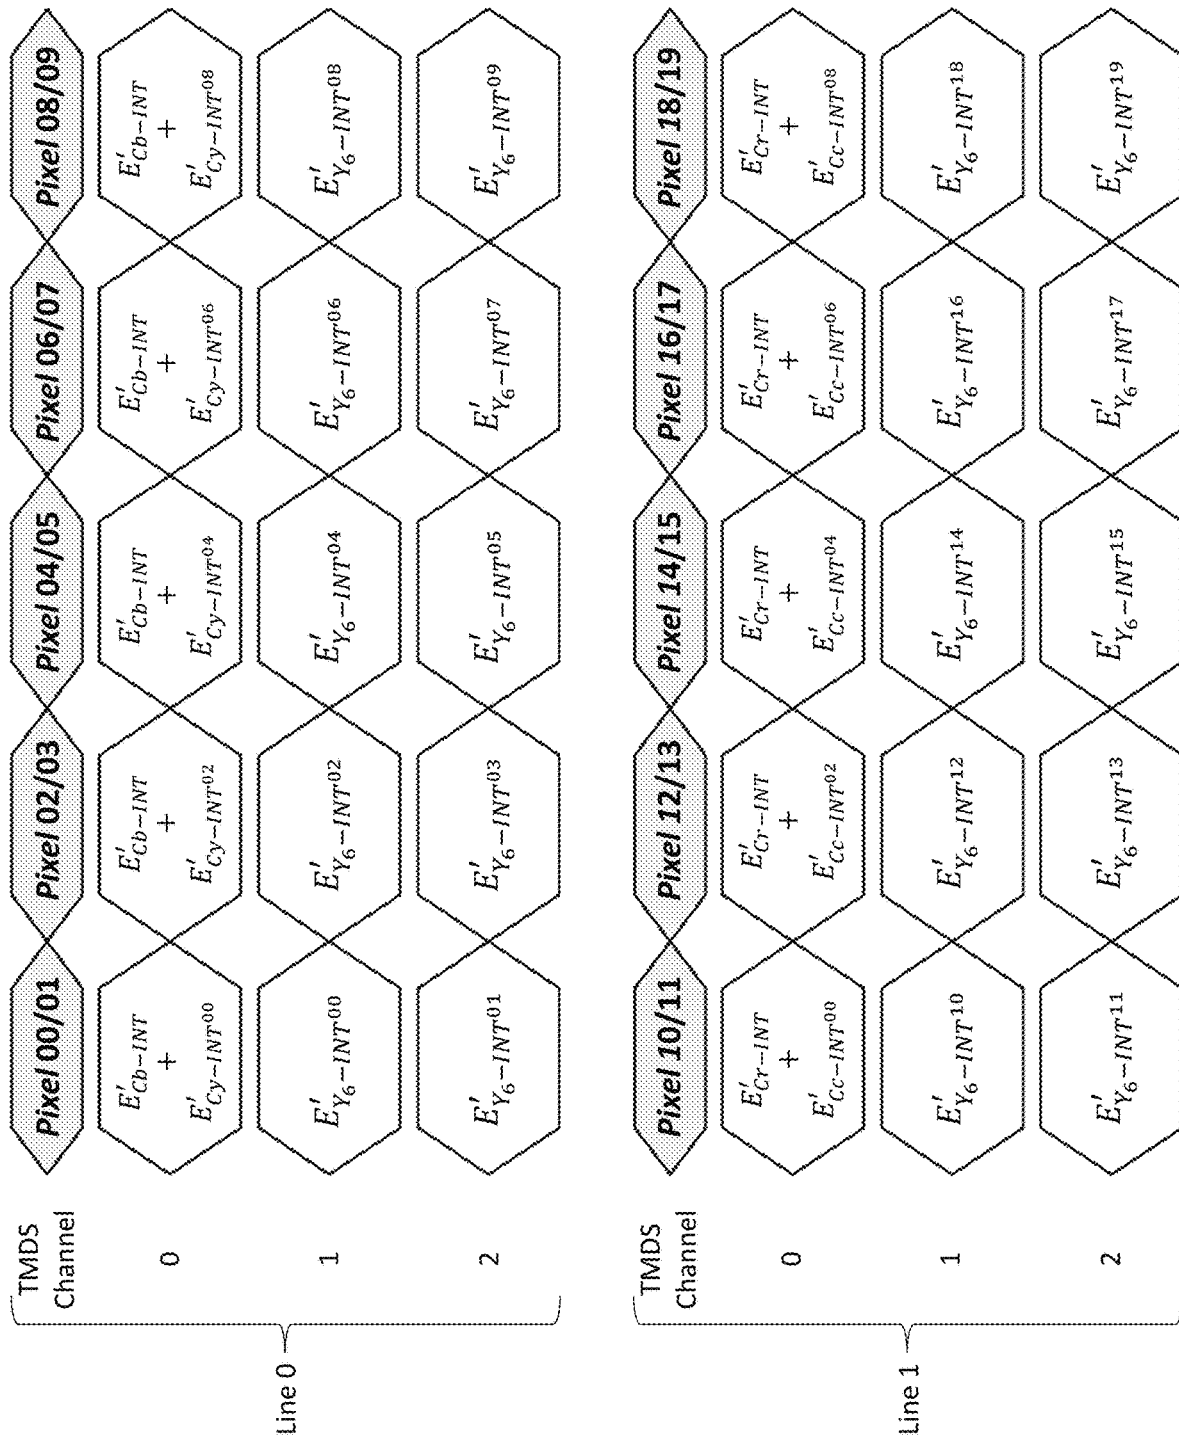 Line 0
TMDS Channel
Pixel 00/01
Pixel 02/03
Pixel 04/05
Pixel 06/07
Pixel 08/09
0
E′Cb−INT + E′Cy−INT⁰⁰
E′Cb−INT + E′Cy−INT⁰²
E′Cb−INT + E′Cy−INT⁰⁴
E′Cb−INT + E′Cy−INT⁰⁶
E′Cb−INT + E′Cy−INT⁰⁸
1
E′Y₆−INT⁰⁰
E′Y₆−INT⁰²
E′Y₆−INT⁰⁴
E′Y₆−INT⁰⁶
E′Y₆−INT⁰⁸
2
E′Y₆−INT⁰¹
E′Y₆−INT⁰³
E′Y₆−INT⁰⁵
E′Y₆−INT⁰⁷
E′Y₆−INT⁰⁹
Line 1
TMDS Channel
Pixel 10/11
Pixel 12/13
Pixel 14/15
Pixel 16/17
Pixel 18/19
0
E′Cr−INT + E′Cc−INT⁰⁰
E′Cr−INT + E′Cc−INT⁰²
E′Cr−INT + E′Cc−INT⁰⁴
E′Cr−INT + E′Cc−INT⁰⁶
E′Cr−INT + E′Cc−INT⁰⁸
1
E′Y₆−INT¹⁰
E′Y₆−INT¹²
E′Y₆−INT¹⁴
E′Y₆−INT¹⁶
E′Y₆−INT¹⁸
2
E′Y₆−INT¹¹
E′Y₆−INT¹³
E′Y₆−INT¹⁵
E′Y₆−INT¹⁷
E′Y₆−INT¹⁹